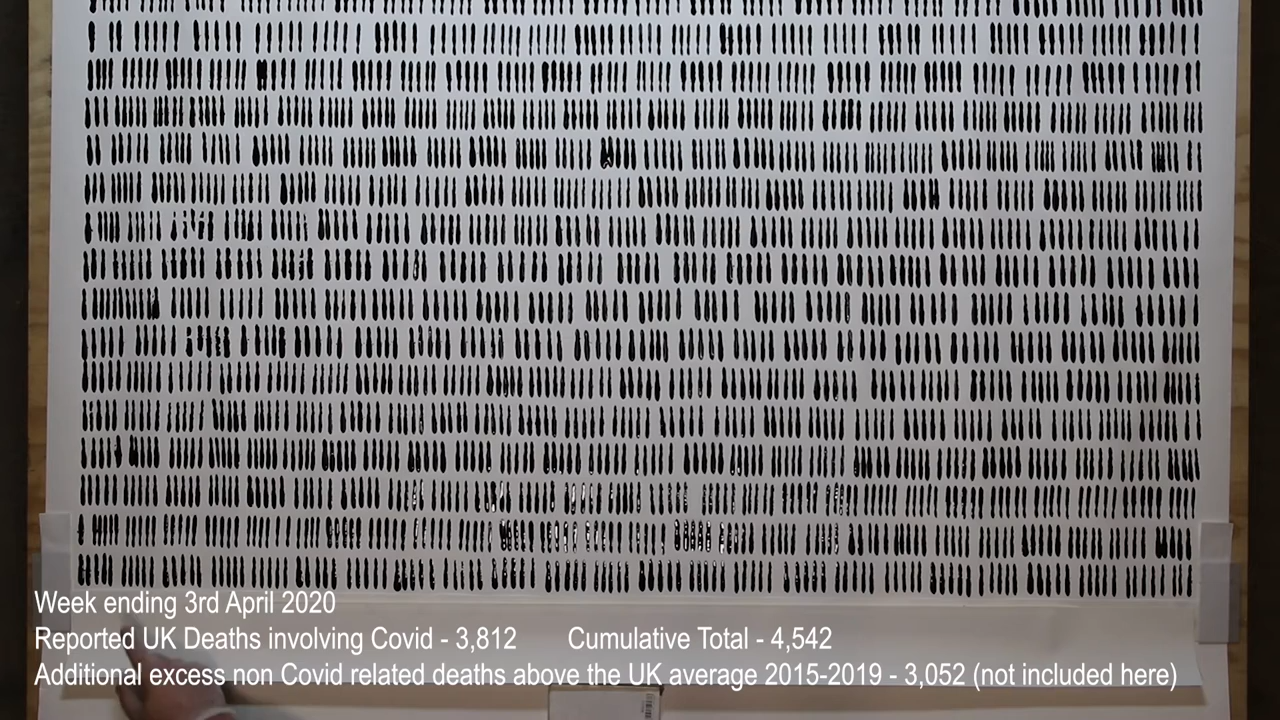 Week ending 3rd April 2020
Reported UK Deaths involving Covid - 3,812 Cumulative Total - 4,542
Additional excess non Covid related deaths above the UK average 2015-2019 - 3,052 (not included here)